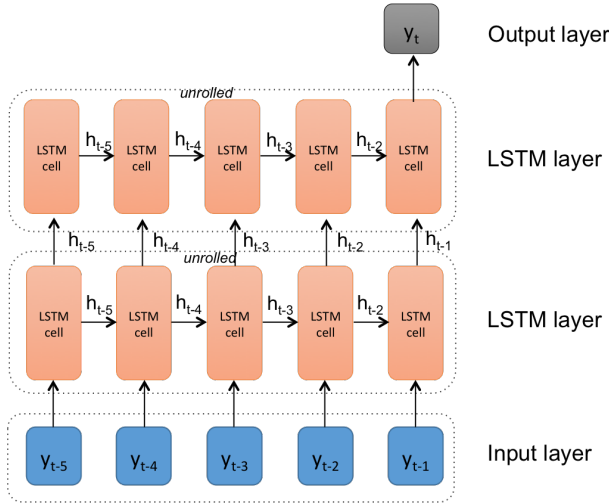 yₜ
Output layer
unrolled
LSTM cell
hₜ₋₅
LSTM cell
hₜ₋₄
LSTM cell
hₜ₋₃
LSTM cell
hₜ₋₂
LSTM cell
LSTM layer
hₜ₋₅
hₜ₋₄
hₜ₋₃
hₜ₋₂
hₜ₋₁
unrolled
LSTM cell
hₜ₋₅
LSTM cell
hₜ₋₄
LSTM cell
hₜ₋₃
LSTM cell
hₜ₋₂
LSTM cell
LSTM layer
yₜ₋₅
yₜ₋₄
yₜ₋₃
yₜ₋₂
yₜ₋₁
Input layer